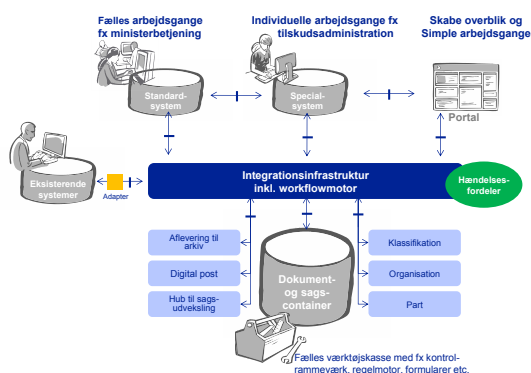 Fælles arbejdsgange
fx ministerbetjening
Individuelle arbejdsgange fx
tilskudsadministration
Skabe overblik og
Simple arbejdsgange
Standard-
system
Special-
system
Portal
Eksisterende
systemer
Adapter
Integrationsinfrastruktur
inkl. workflowmotor
Hændelses-
fordeler
Aflevering til
arkiv
Digital post
Hub til sags-
udveksling
Dokument-
og sags-
container
Klassifikation
Organisation
Part
Fælles værktøjskasse med fx kontrol-
rammeværk, regelmotor, formularer etc.